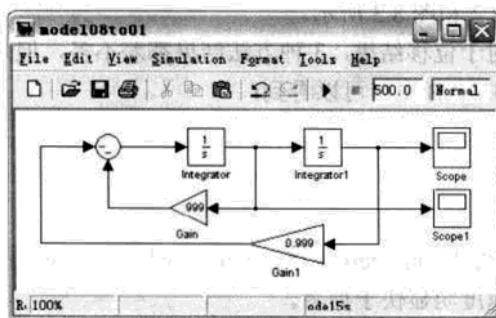 model08to01
File Edit View Simulation Format Tools Help
500.0 Normal
1/s
Integrator
1/s
Integrator1
Scope
999
Gain
Scope1
0.999
Gain1
100% ode15s